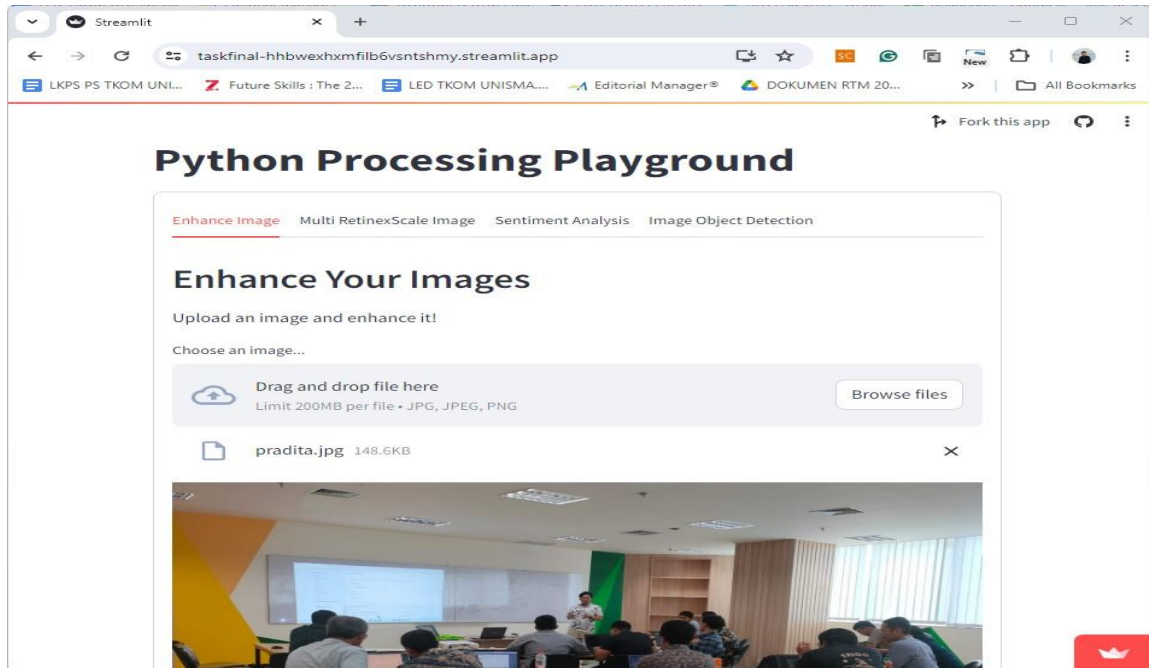 Streamlit
taskfinal-hhbwexhxmfilb6vsntshmy.streamlit.app
SC
New
LKPS PS TKOM UNI...
Future Skills : The 2...
LED TKOM UNISMA....
Editorial Manager®
DOKUMEN RTM 20...
All Bookmarks
Fork this app
Python Processing Playground
Enhance Image Multi RetinexScale Image Sentiment Analysis Image Object Detection
Enhance Your Images
Upload an image and enhance it!
Choose an image...
Drag and drop file here
Limit 200MB per file • JPG, JPEG, PNG
Browse files
pradita.jpg 148.6KB